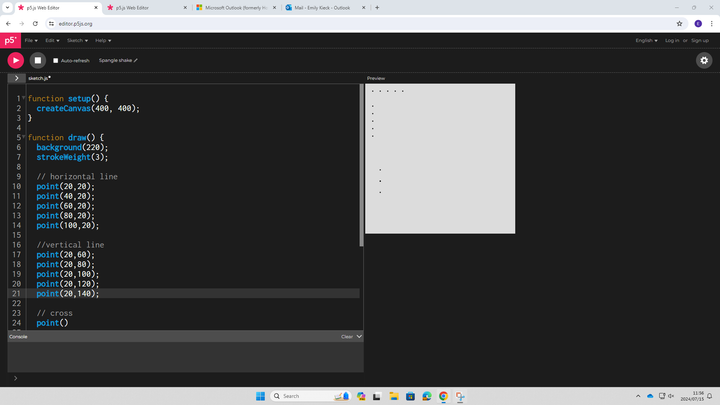 p5.js Web Editor
p5.js Web Editor
Microsoft Outlook (formerly H
Mail - Emily Kieck - Outlook
editor.p5js.org
p5* File Edit Sketch Help English Log in or Sign up
Auto-refresh Spangle shake
sketch.js Preview
1 function setup() {
2 createCanvas(400, 400);
3 }
4
5 function draw() {
6 background(220);
7 strokeWeight(3);
8
9 // horizontal line
10 point(20,20);
11 point(40,20);
12 point(60,20);
13 point(80,20);
14 point(100,20);
15
16 //vertical line
17 point(20,60);
18 point(20,80);
19 point(20,100);
20 point(20,120);
21 point(20,140);
22
23 // cross
24 point()
Console Clear
Search
11:56
2024/07/15